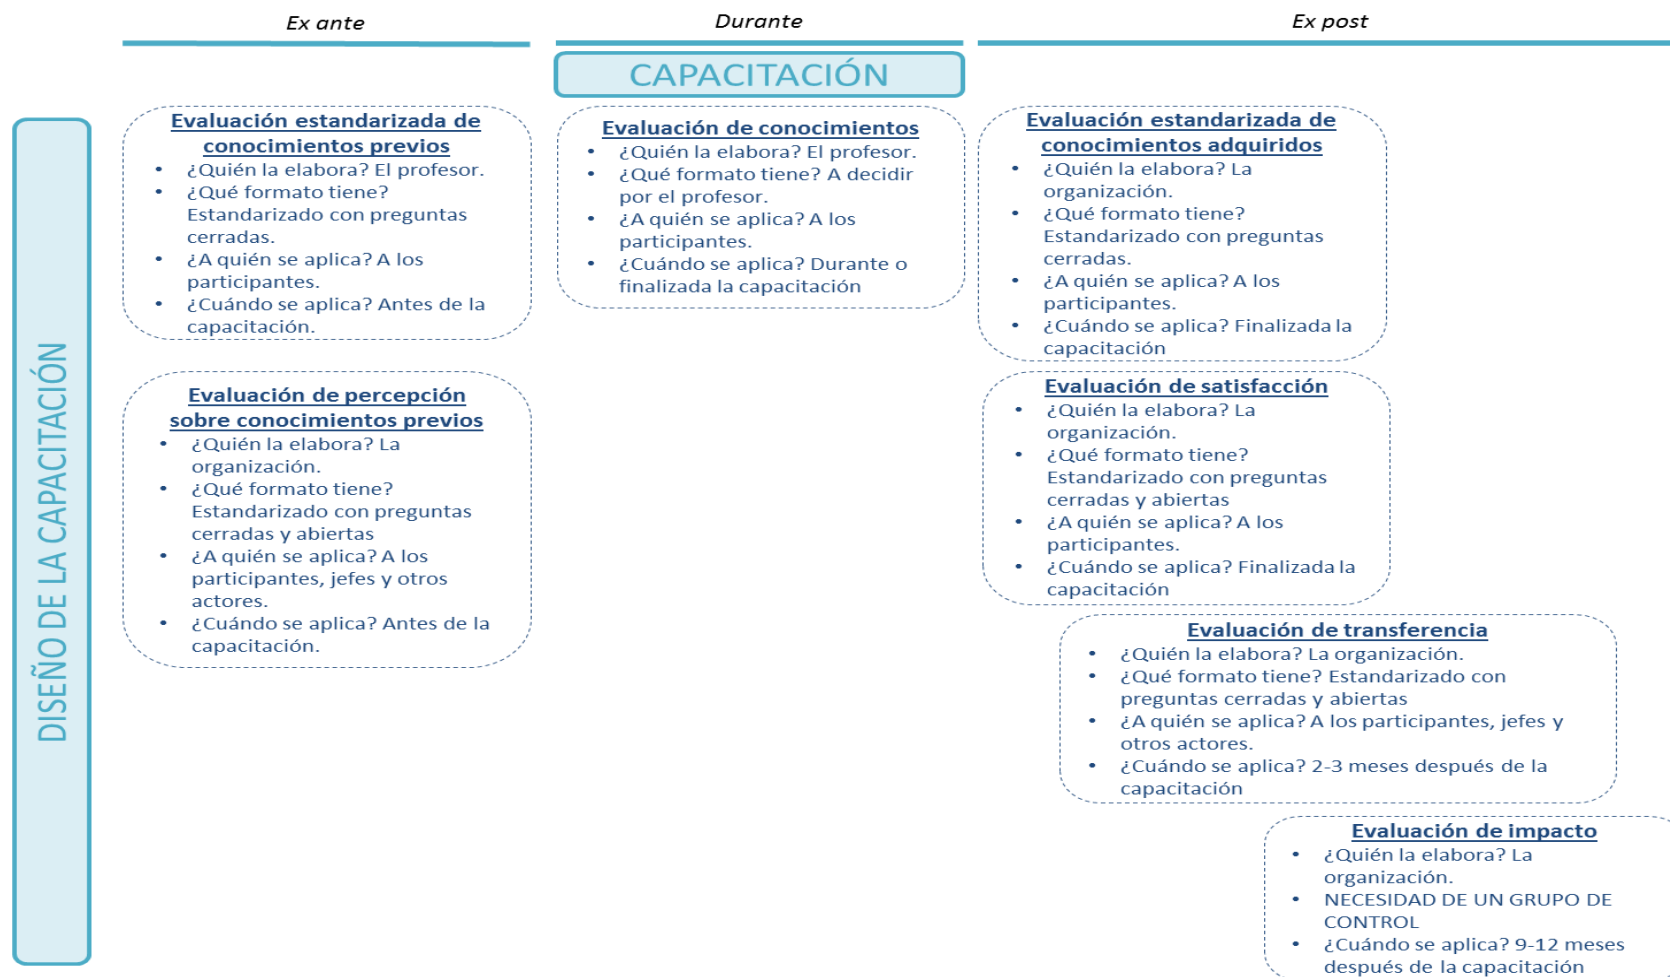 Ex ante
Durante
Ex post
CAPACITACIÓN
DISEÑO DE LA CAPACITACIÓN
Evaluación estandarizada de
conocimientos previos
• ¿Quién la elabora? El profesor.
• ¿Qué formato tiene?
Estandarizado con preguntas
cerradas.
• ¿A quién se aplica? A los
participantes.
• ¿Cuándo se aplica? Antes de la
capacitación.
Evaluación de percepción
sobre conocimientos previos
• ¿Quién la elabora? La
organización.
• ¿Qué formato tiene?
Estandarizado con preguntas
cerradas y abiertas
• ¿A quién se aplica? A los
participantes, jefes y otros
actores.
• ¿Cuándo se aplica? Antes de la
capacitación.
Evaluación de conocimientos
• ¿Quién la elabora? El profesor.
• ¿Qué formato tiene? A decidir
por el profesor.
• ¿A quién se aplica? A los
participantes.
• ¿Cuándo se aplica? Durante o
finalizada la capacitación
Evaluación estandarizada de
conocimientos adquiridos
• ¿Quién la elabora? La
organización.
• ¿Qué formato tiene?
Estandarizado con preguntas
cerradas.
• ¿A quién se aplica? A los
participantes.
• ¿Cuándo se aplica? Finalizada la
capacitación
Evaluación de satisfacción
• ¿Quién la elabora? La
organización.
• ¿Qué formato tiene?
Estandarizado con preguntas
cerradas y abiertas
• ¿A quién se aplica? A los
participantes.
• ¿Cuándo se aplica? Finalizada la
capacitación
Evaluación de transferencia
• ¿Quién la elabora? La organización.
• ¿Qué formato tiene? Estandarizado con
preguntas cerradas y abiertas
• ¿A quién se aplica? A los participantes, jefes y
otros actores.
• ¿Cuándo se aplica? 2-3 meses después de la
capacitación
Evaluación de impacto
• ¿Quién la elabora? La
organización.
• NECESIDAD DE UN GRUPO DE
CONTROL
• ¿Cuándo se aplica? 9-12 meses
después de la capacitación